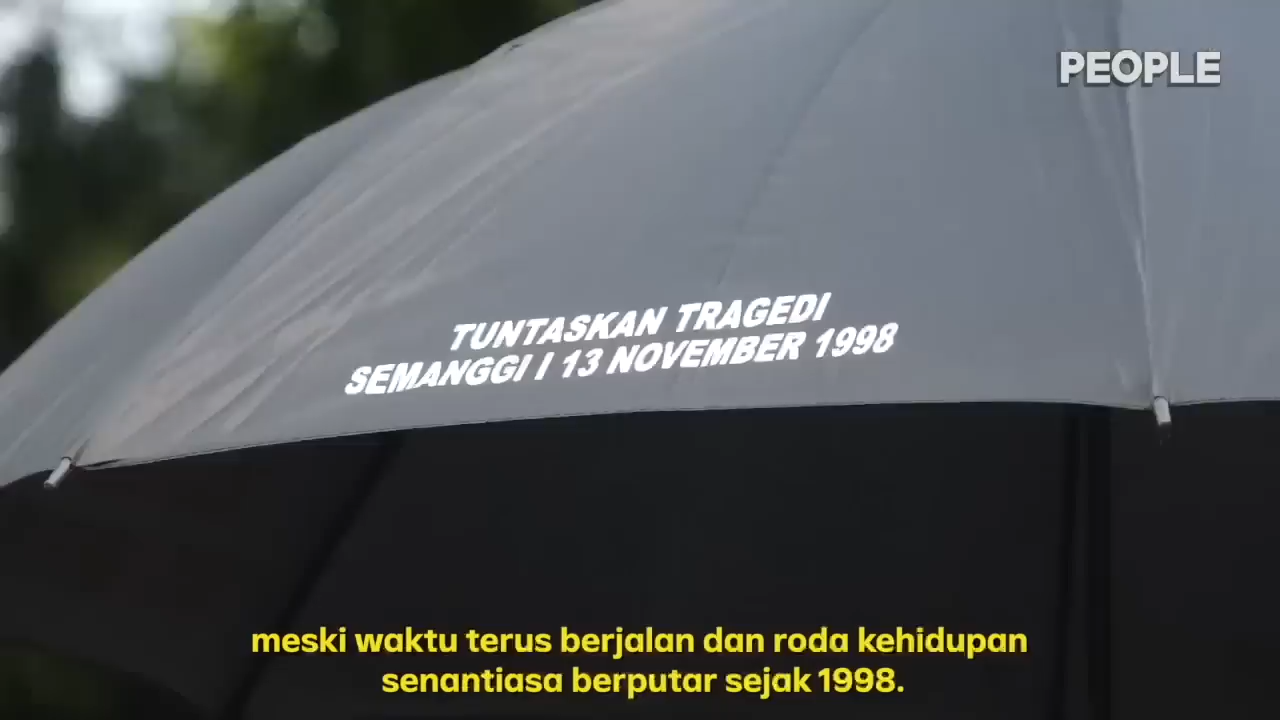 PEOPLE
TUNTASKAN TRAGEDI
SEMANGGI I 13 NOVEMBER 1998
meski waktu terus berjalan dan roda kehidupan
senantiasa berputar sejak 1998.